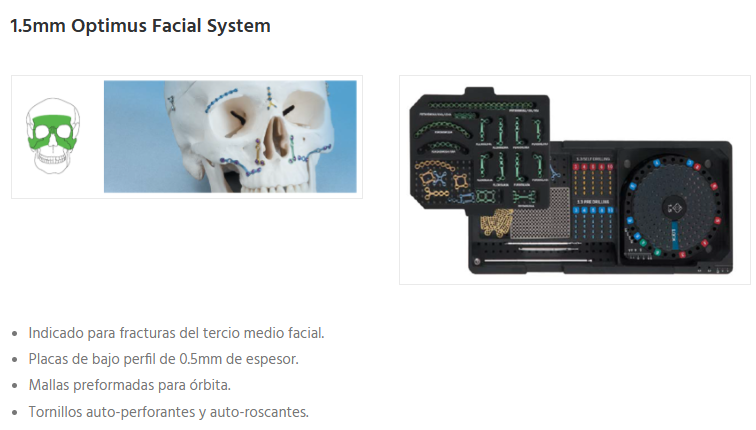 1.5mm Optimus Facial System
Indicado para fracturas del tercio medio facial.
Placas de bajo perfil de 0.5mm de espesor.
Mallas preformadas para órbita.
Tornillos auto-perforantes y auto-roscantes.